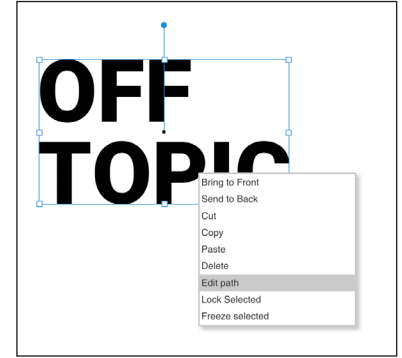 OFF
TOPIC
Bring to Front
Send to Back
Cut
Copy
Paste
Delete
Edit path
Lock Selected
Freeze selected